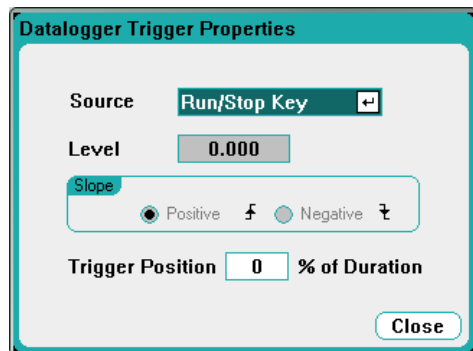 Datalogger Trigger Properties
Source Run/Stop Key
Level 0.000
Slope
Positive Negative
Trigger Position 0 % of Duration
Close